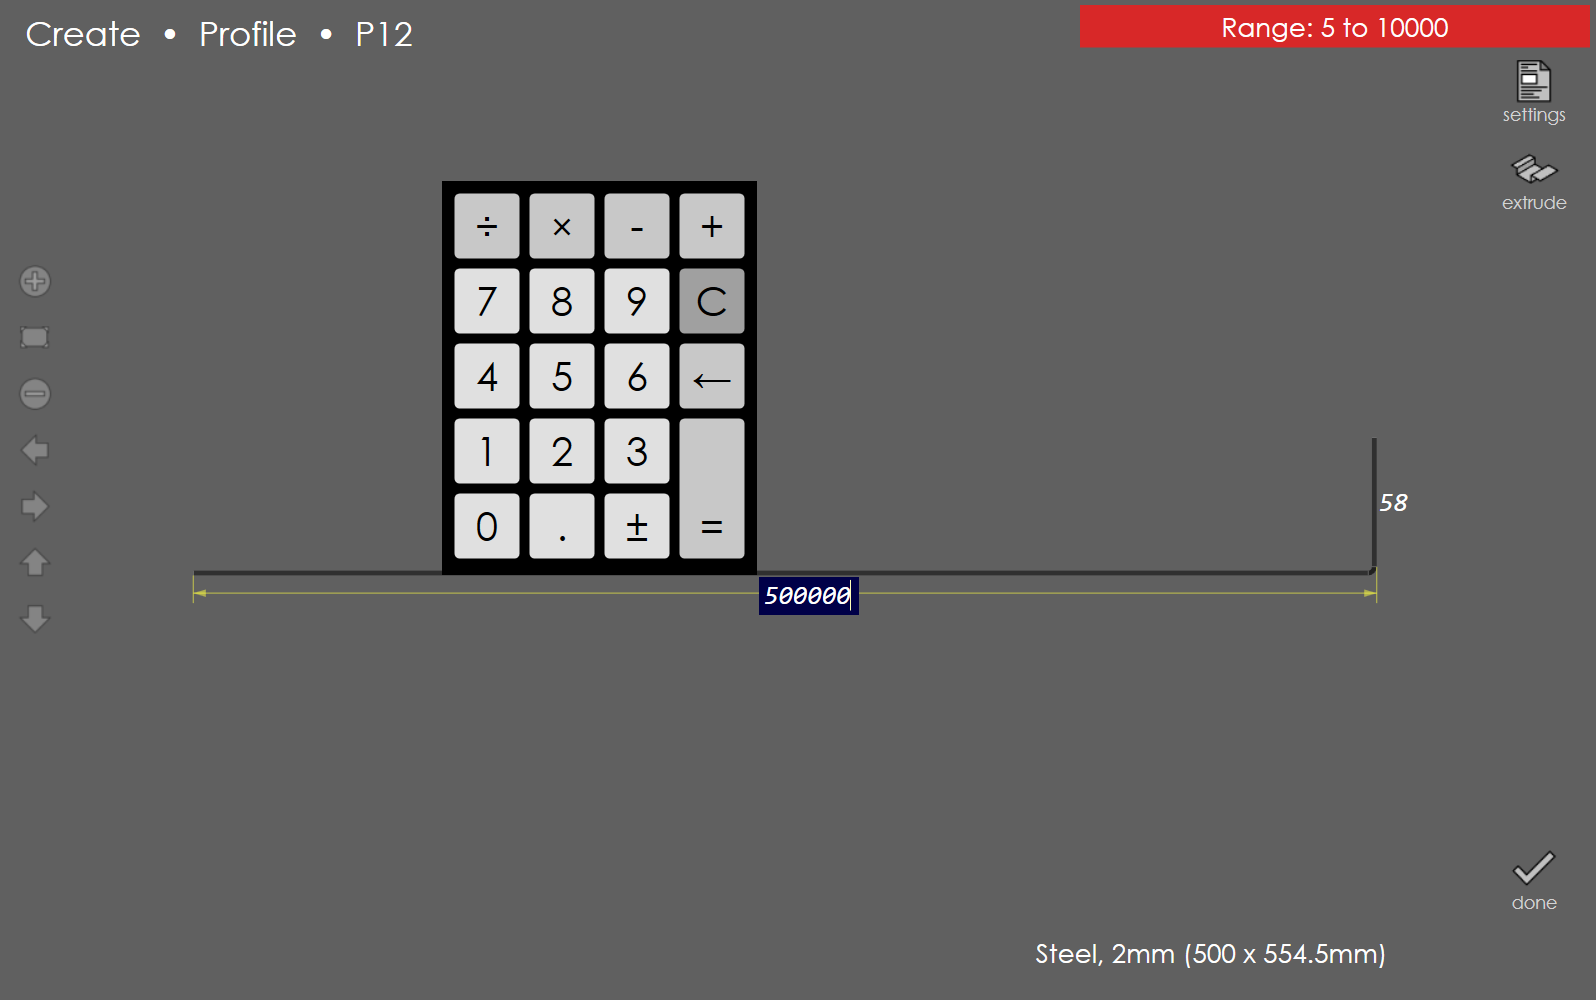 Create • Profile • P12
Range: 5 to 10000
settings
extrude
÷ × - +
7 8 9 C
4 5 6 ←
1 2 3
0 . ± =
58
500000
done
Steel, 2mm (500 x 554.5mm)